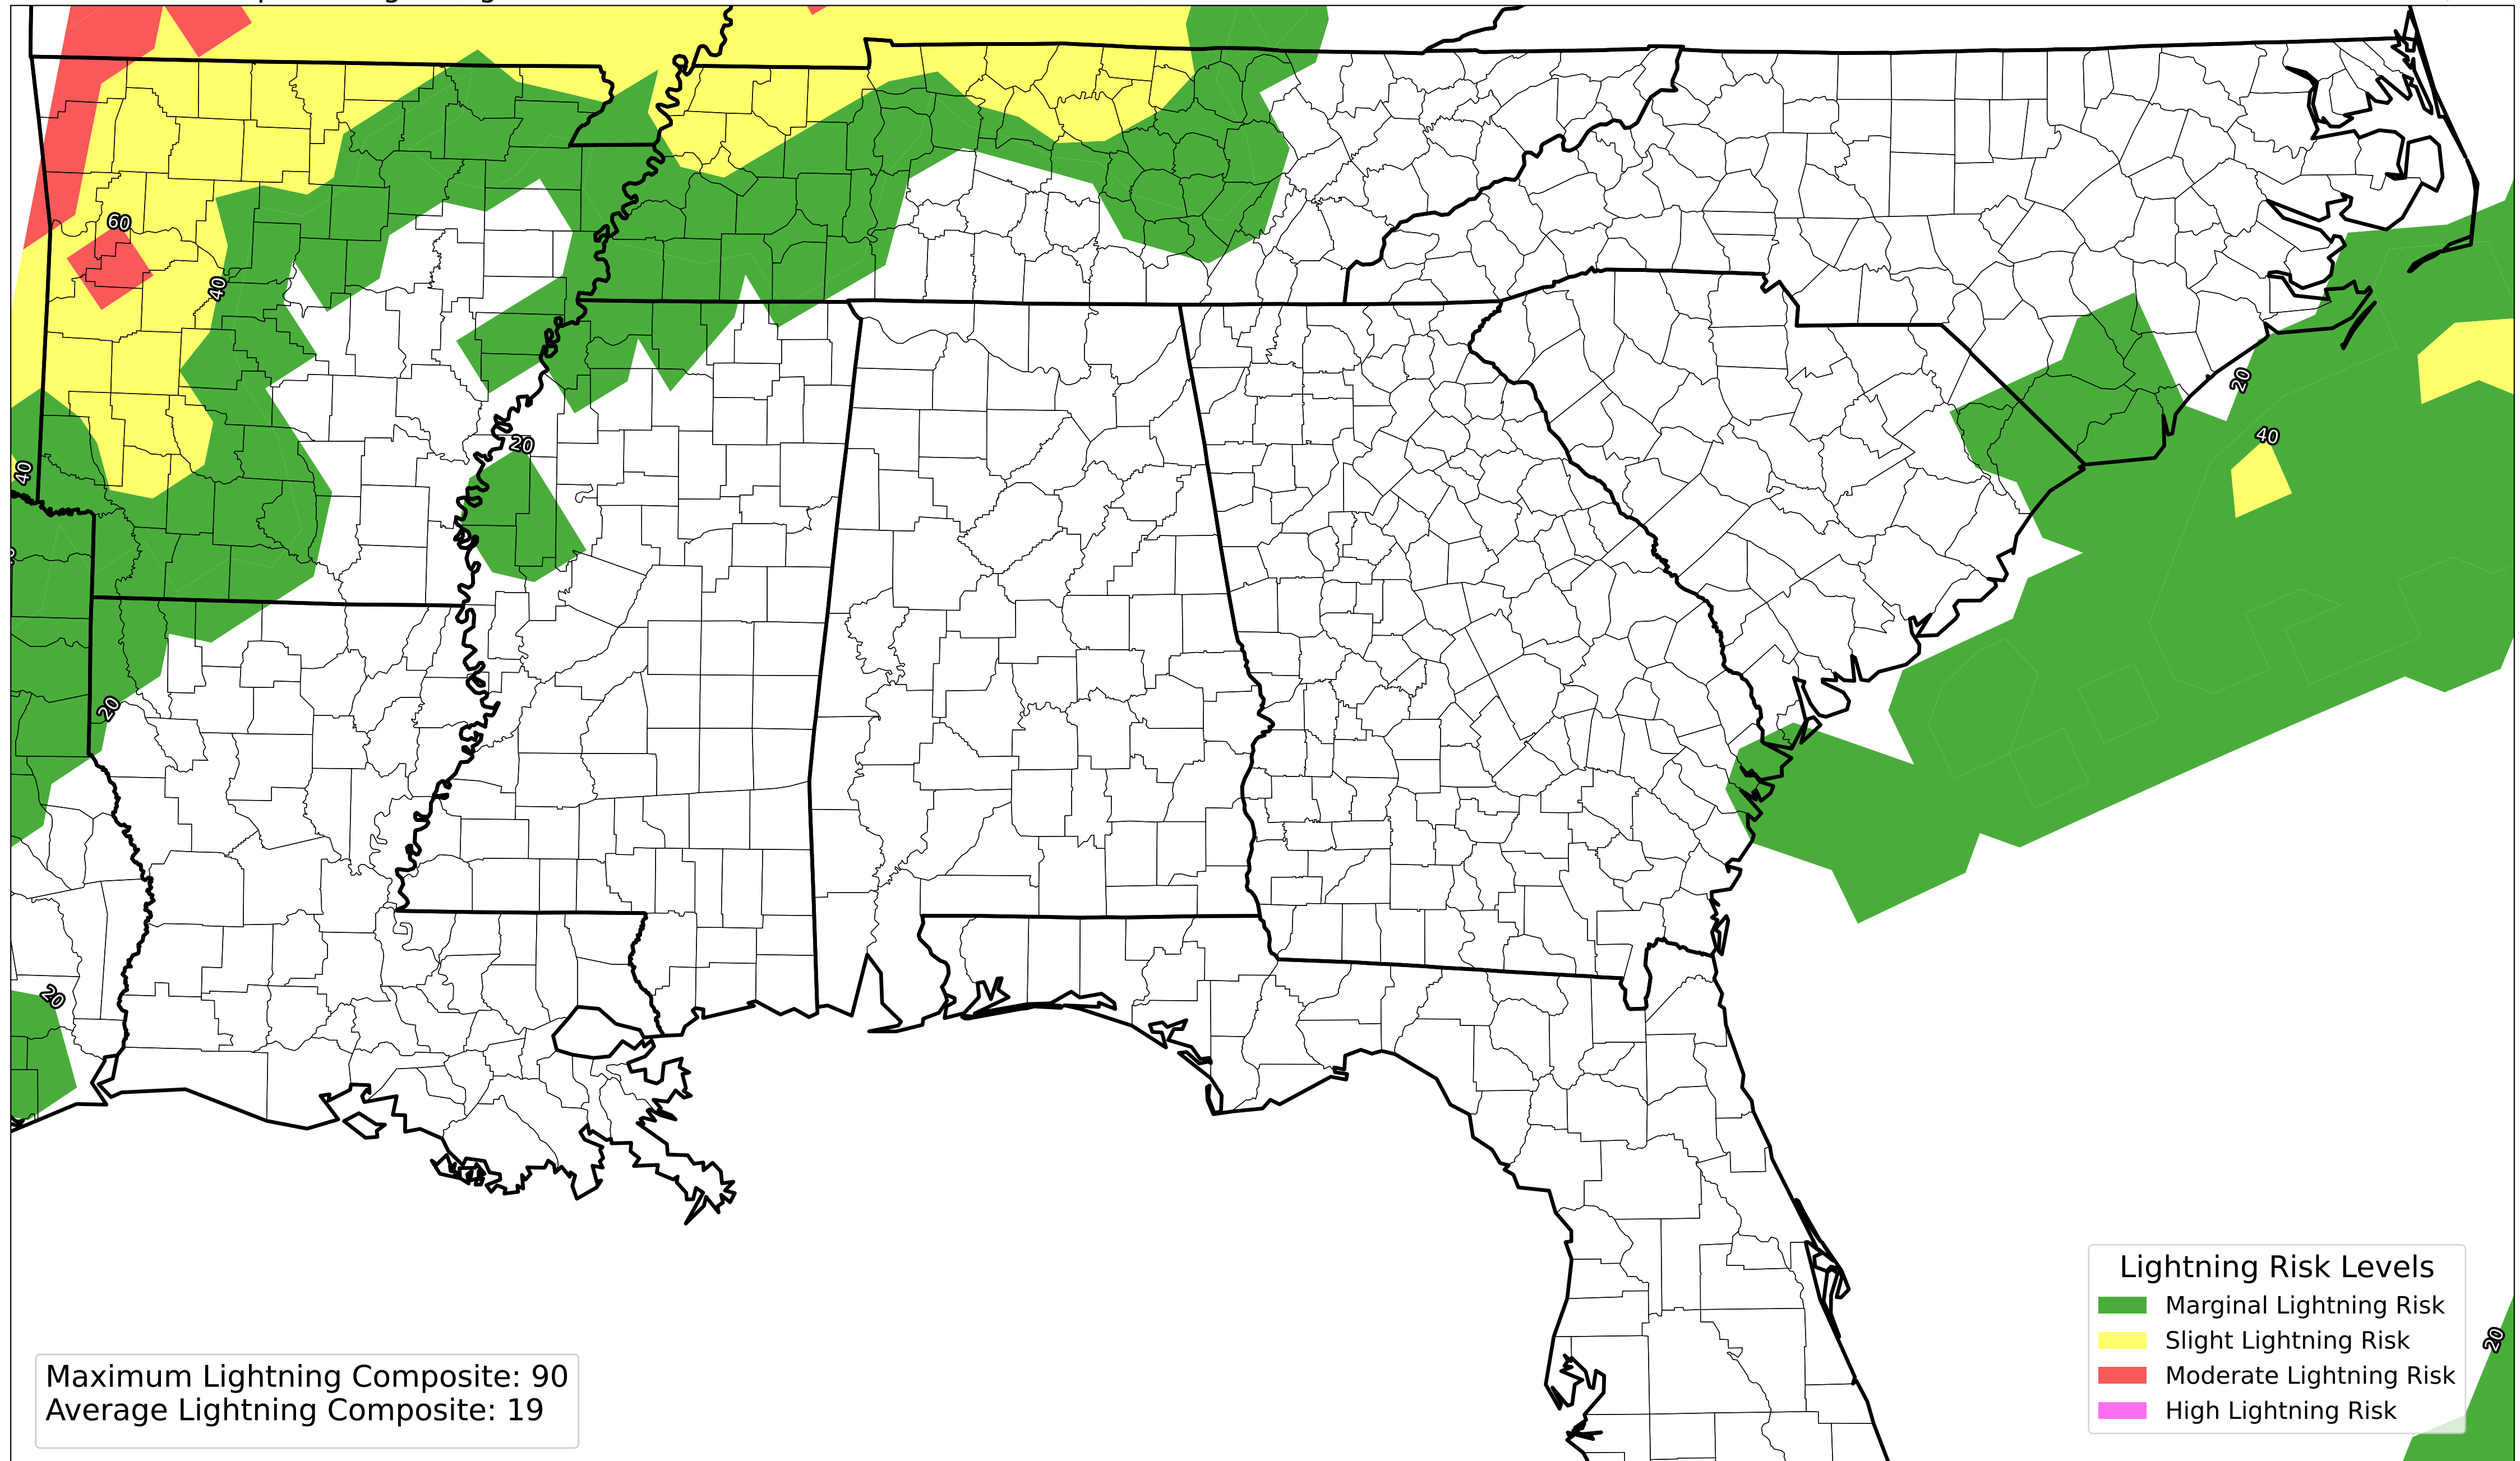 60
40
40
20
20
20
20
40
20
Lightning Risk Levels
Marginal Lightning Risk
Slight Lightning Risk
Moderate Lightning Risk
High Lightning Risk
Maximum Lightning Composite: 90
Average Lightning Composite: 19